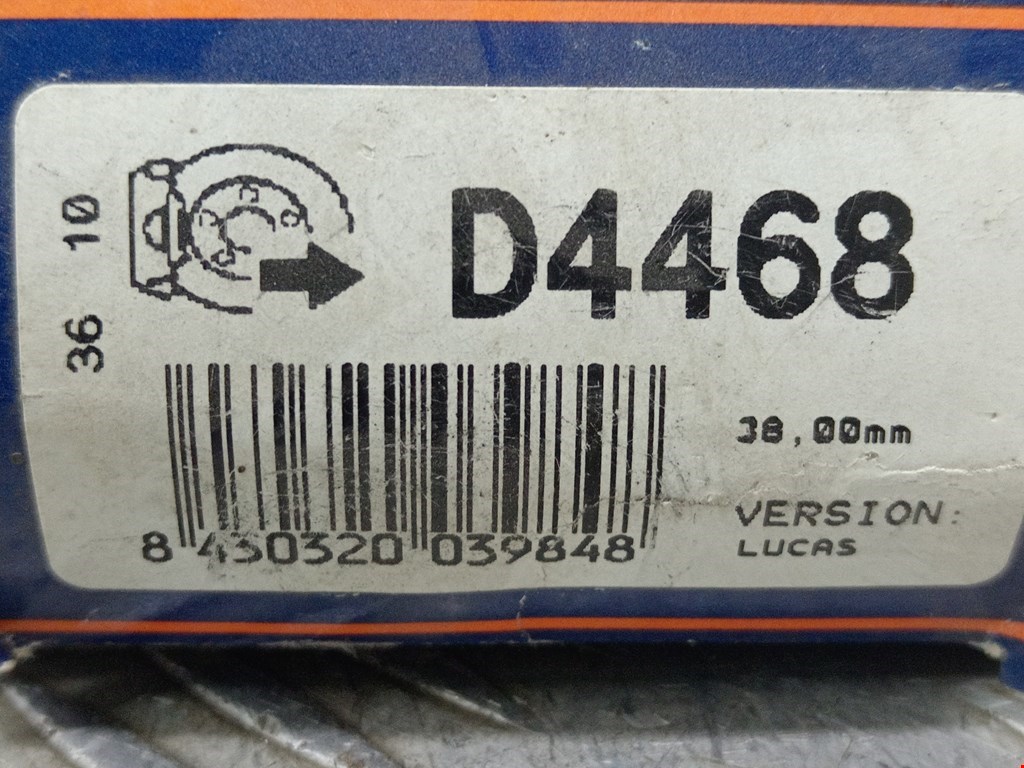 36 10
D4468
38,00mm
VERSION:
LUCAS
8 430320 039848